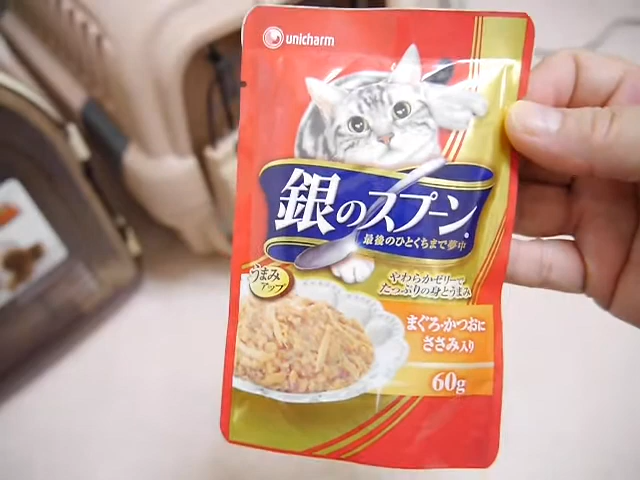 unicharm
銀のスプーン®
最後のひとくちまで夢中
うまみ
アップ
やわらかゼリーで
たっぷりの身とうまみ
まぐろ・かつおに
ささみ入り
60g